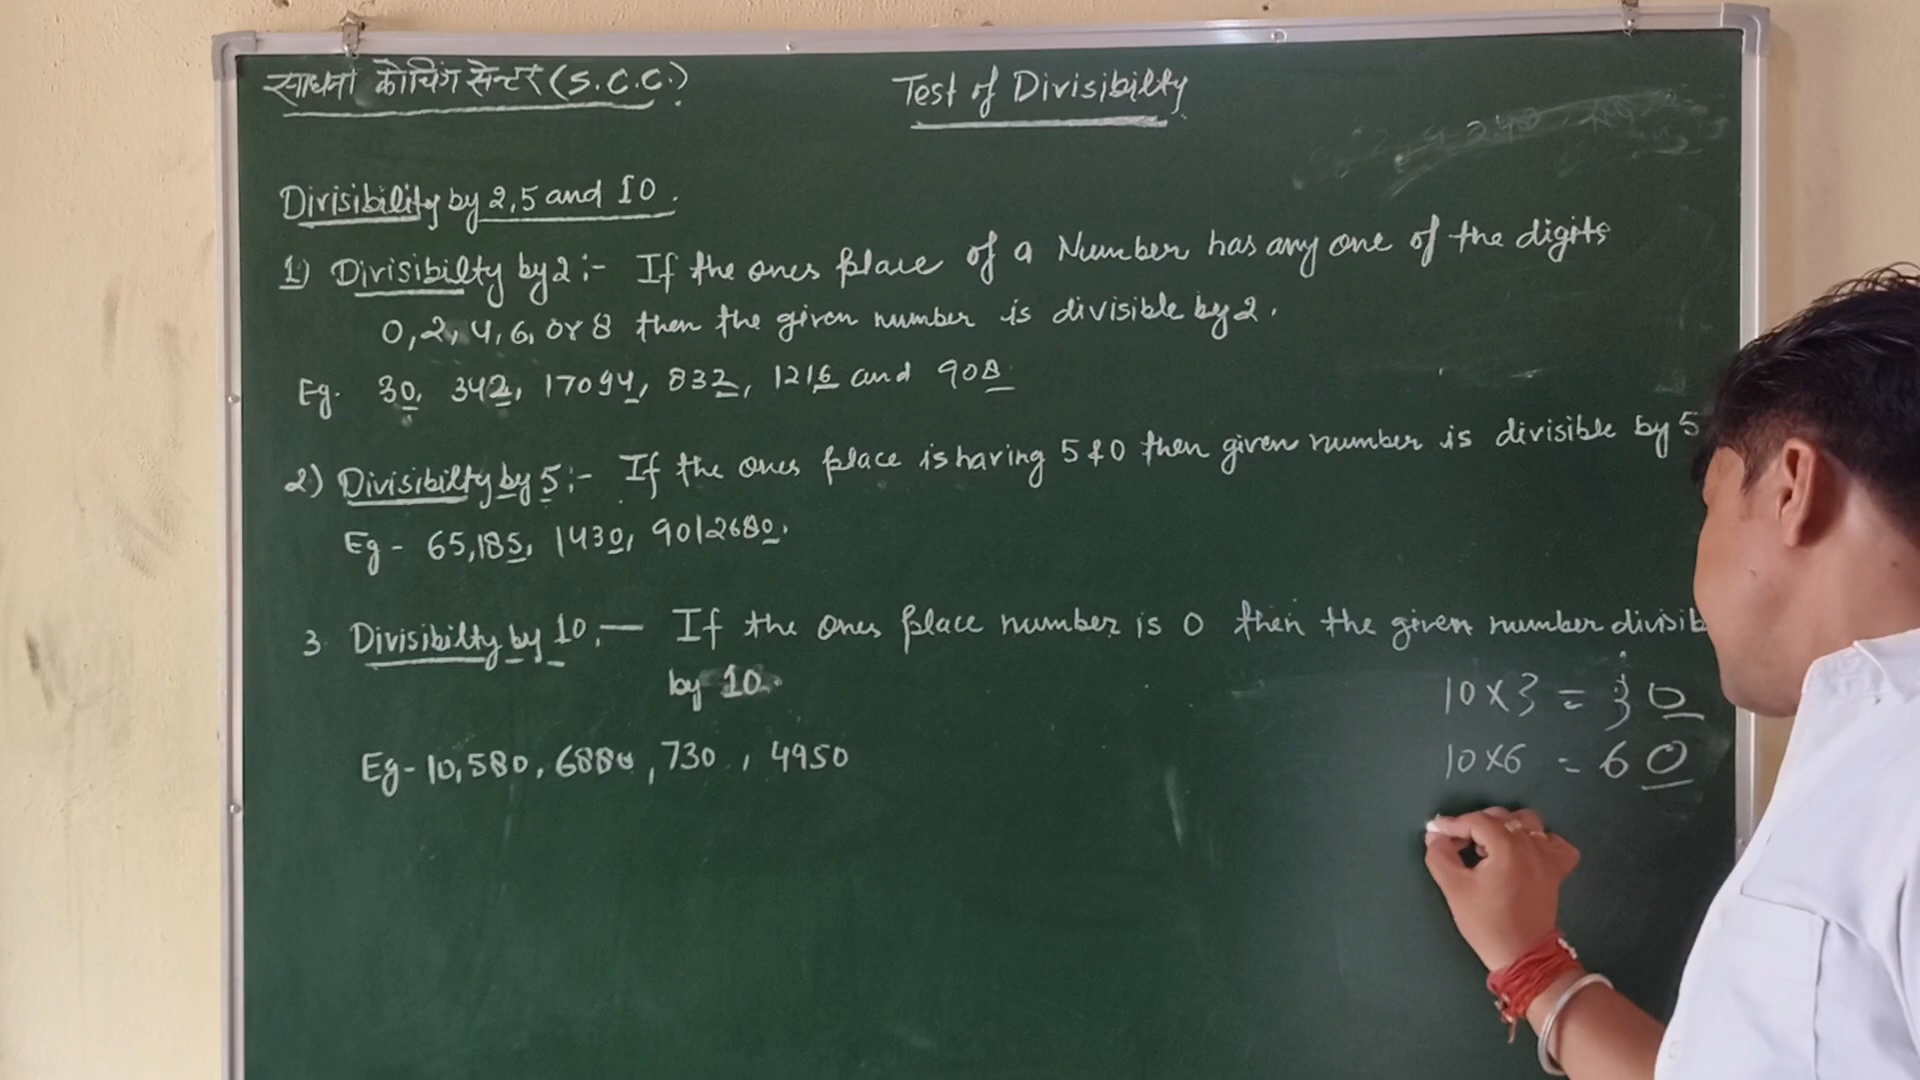 साधना कोचिंग सेन्टर (S.C.C.)
Test of Divisibilty
Divisibility by 2,5 and 10.
1) Divisibilty by 2:- If the ones place of a Number has any one of the digits
0,2,4,6, or 8 then the given number is divisible by 2.
Eg. 30, 342, 17094, 832, 1216 and 908
2) Divisibilty by 5:- If the ones place is having 5 & 0 then given number is divisible by 5
Eg - 65,185, 1430, 9012680.
3 Divisibilty by 10,— If the ones place number is 0 then the given number divisib
by 10.
10×3 = 30
10×6 = 60
Eg- 10,580, 6880, 730, 4950